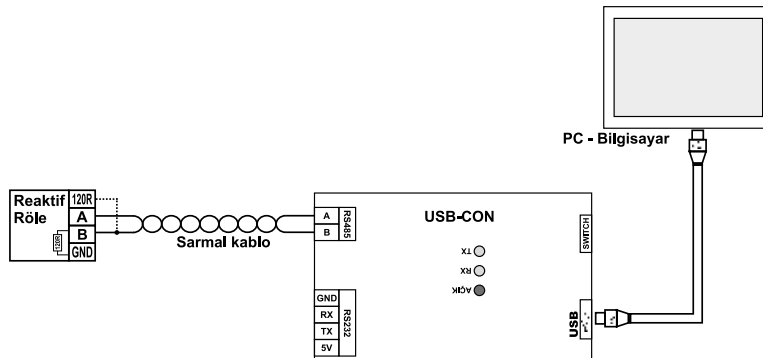 PC - Bilgisayar
Reaktif
Röle
120R
A
B
GND
120R
Sarmal kablo
A
B
RS485
USB-CON
SWITCH
TX
RX
AÇIK
GND
RX
TX
5V
RS232
USB